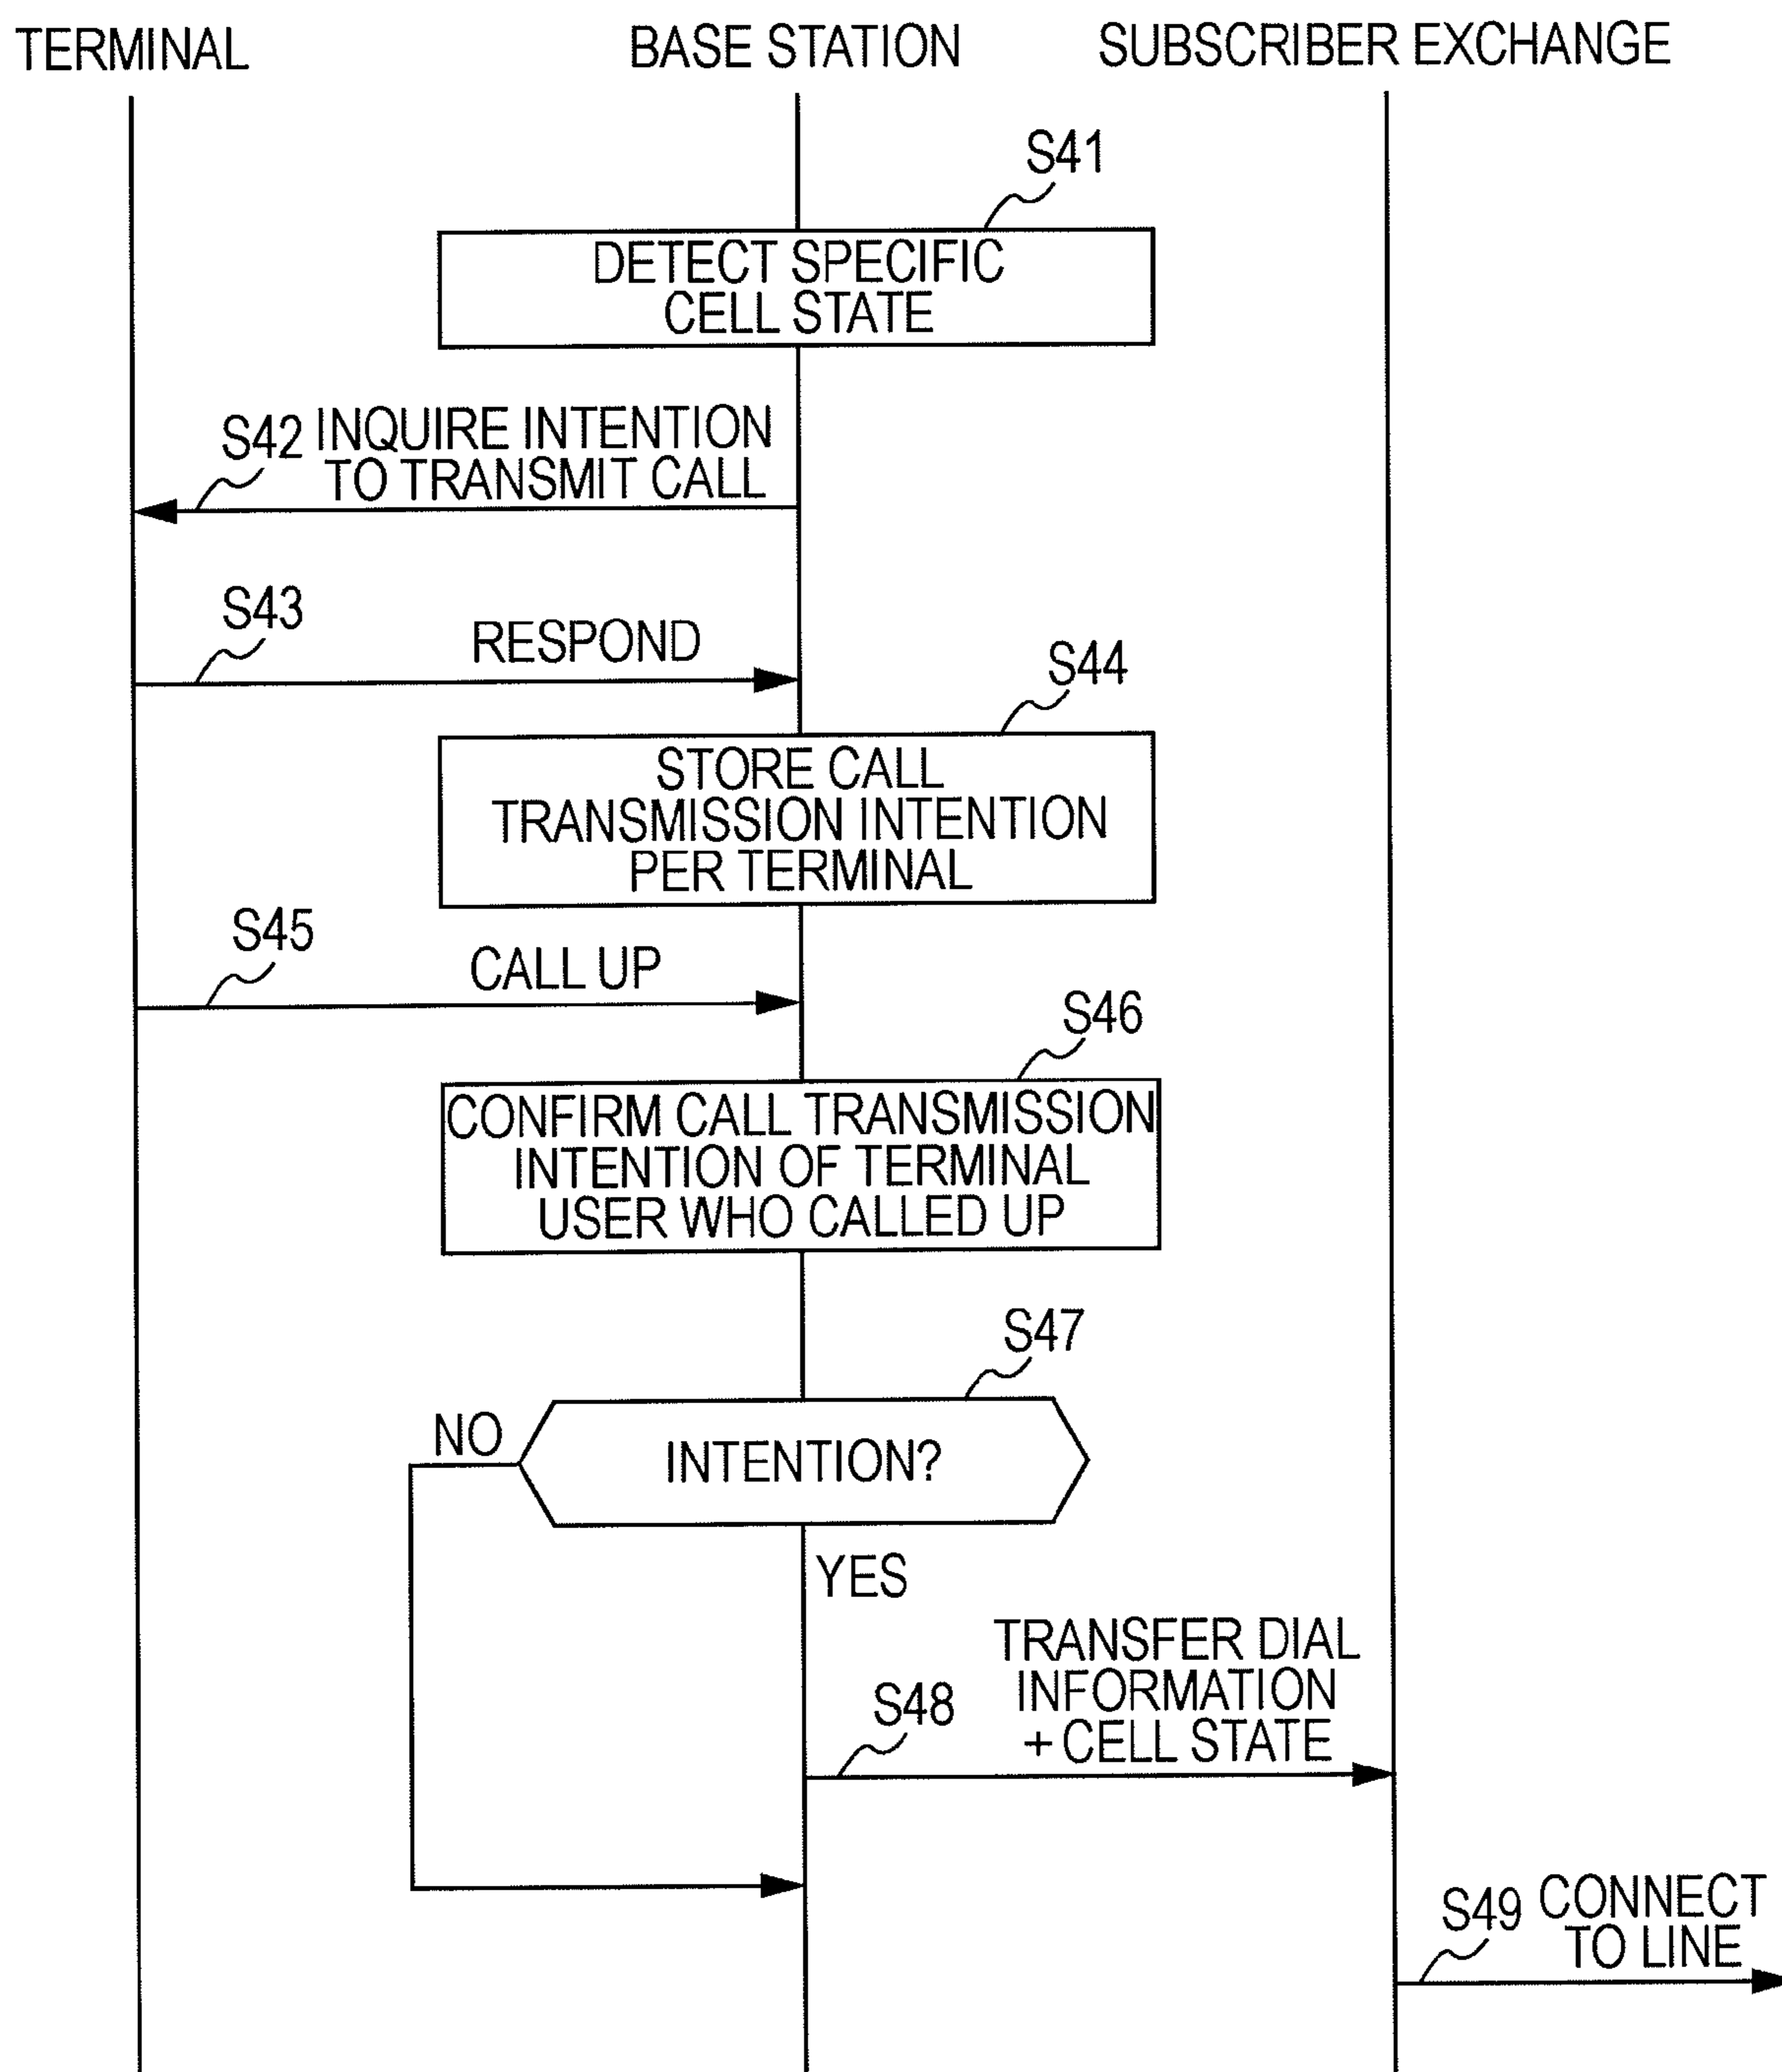 TERMINAL
BASE STATION
SUBSCRIBER EXCHANGE
S41
DETECT SPECIFIC
CELL STATE
S42
INQUIRE INTENTION
TO TRANSMIT CALL
S43
RESPOND
S44
STORE CALL
TRANSMISSION INTENTION
PER TERMINAL
S45
CALL UP
S46
CONFIRM CALL TRANSMISSION
INTENTION OF TERMINAL
USER WHO CALLED UP
S47
NO
INTENTION?
YES
TRANSFER DIAL
INFORMATION
+ CELL STATE
S48
S49
CONNECT
TO LINE